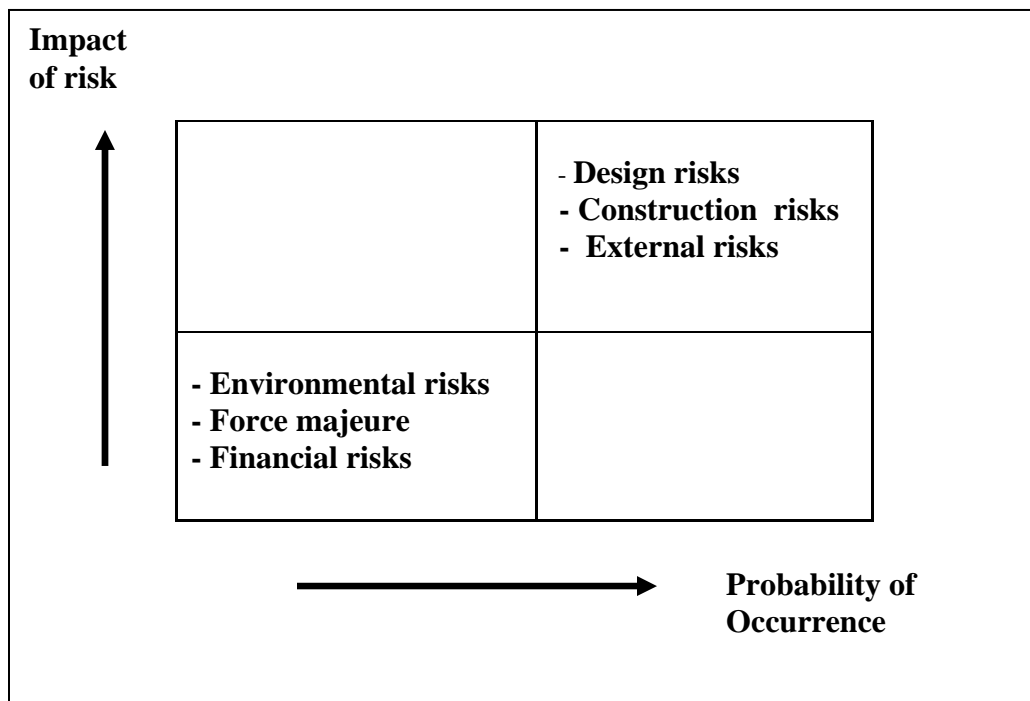 Impact
of risk
- Design risks
- Construction risks
- External risks
- Environmental risks
- Force majeure
- Financial risks
Probability of
Occurrence